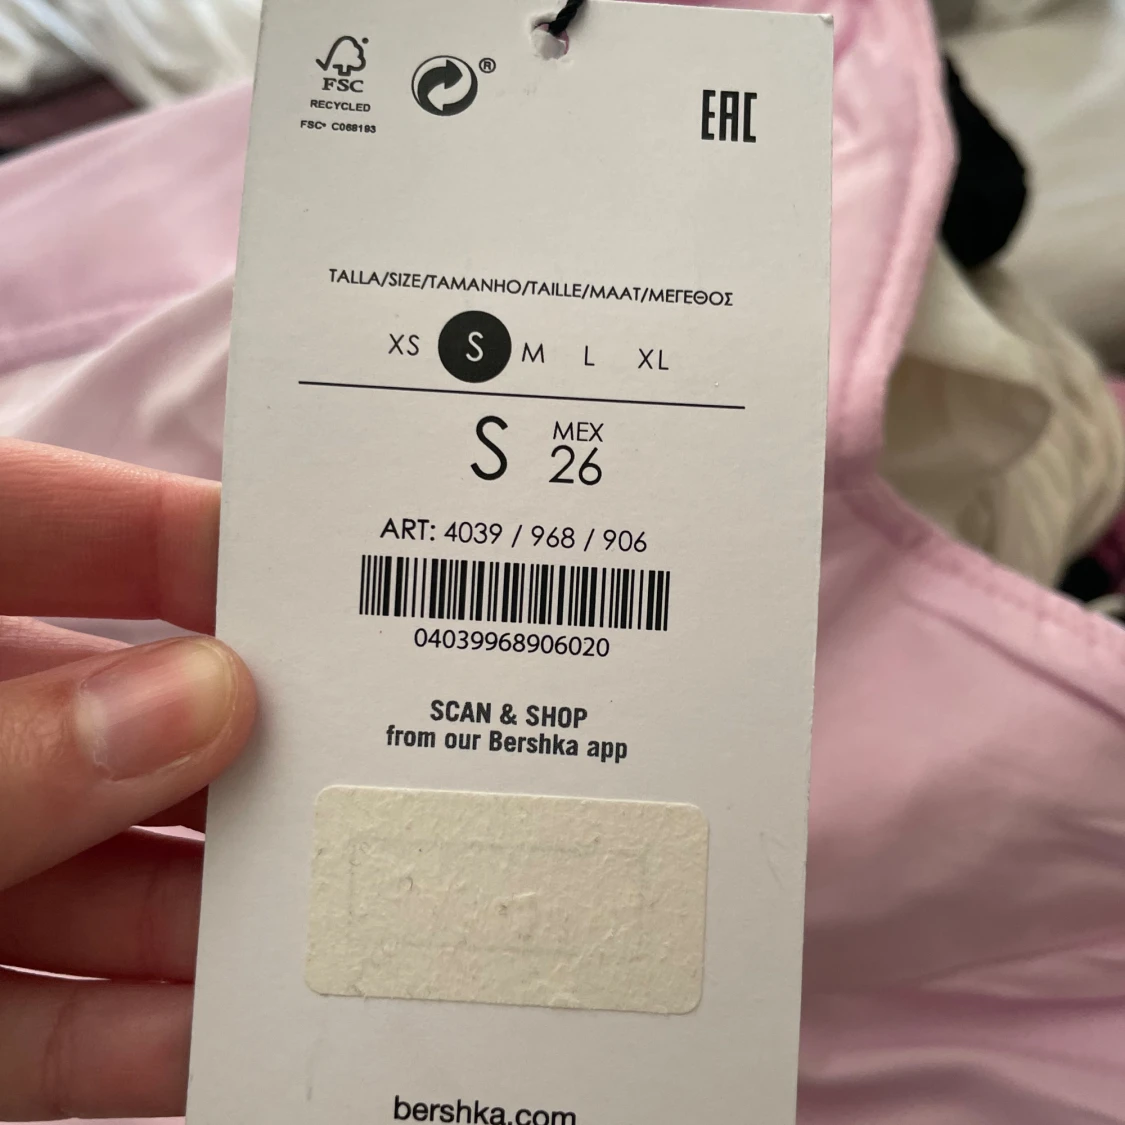 FSC
RECYCLED
FSC® C068193
®
EAC
TALLA/SIZE/TAMANHO/TAILLE/MAAT/ΜΕΓΕΘΟΣ
XS S M L XL
S MEX 26
ART: 4039 / 968 / 906
04039968906020
SCAN & SHOP
from our Bershka app
bershka.com